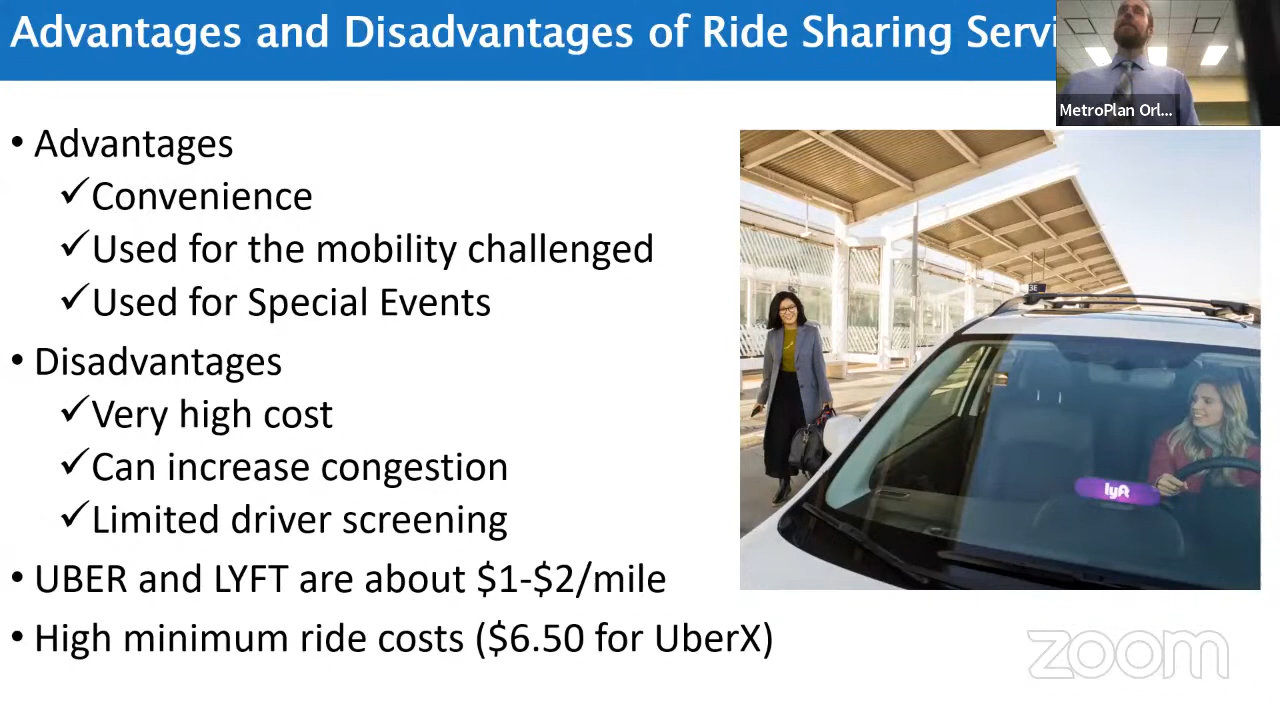 Advantages and Disadvantages of Ride Sharing Servi
MetroPlan Orl...
• Advantages
✓Convenience
✓Used for the mobility challenged
✓Used for Special Events
• Disadvantages
✓Very high cost
✓Can increase congestion
✓Limited driver screening
• UBER and LYFT are about $1-$2/mile
• High minimum ride costs ($6.50 for UberX)
3E
lyft
zoom